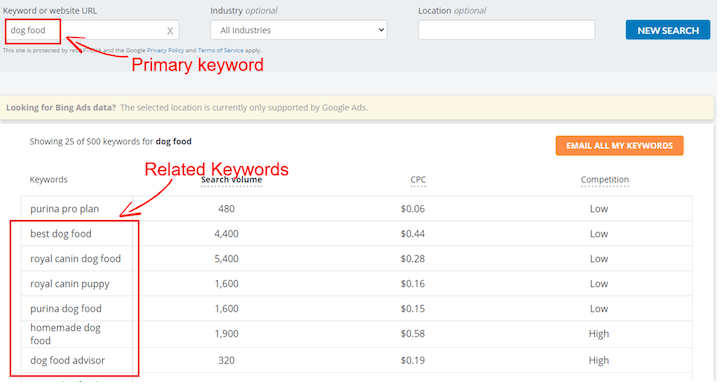 Keyword or website URL Industry optional Location optional
dog food X All Industries NEW SEARCH
This site is protected by reCAPTCHA and the Google Privacy Policy and Terms of Service apply.
Primary keyword
Looking for Bing Ads data? The selected location is currently only supported by Google Ads.
Showing 25 of 500 keywords for dog food EMAIL ALL MY KEYWORDS
Related Keywords
Keywords Search volume CPC Competition
purina pro plan 480 $0.06 Low
best dog food 4,400 $0.44 Low
royal canin dog food 5,400 $0.28 Low
royal canin puppy 1,600 $0.16 Low
purina dog food 1,600 $0.15 Low
homemade dog
food 1,900 $0.58 High
dog food advisor 320 $0.19 High